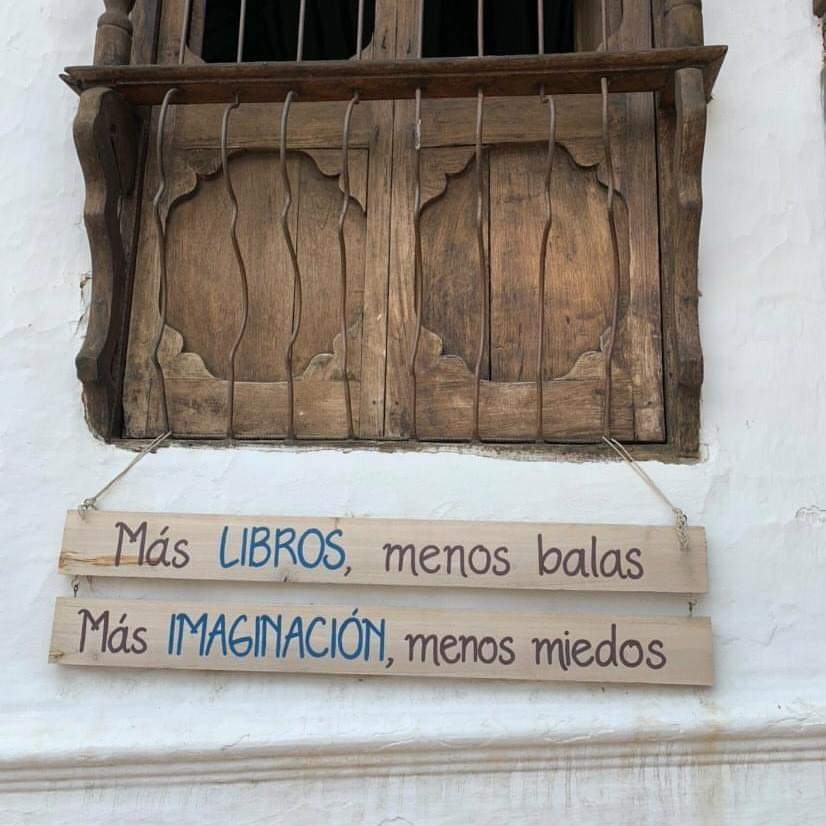 Más LIBROS, menos balas
Más IMAGINACIÓN, menos miedos